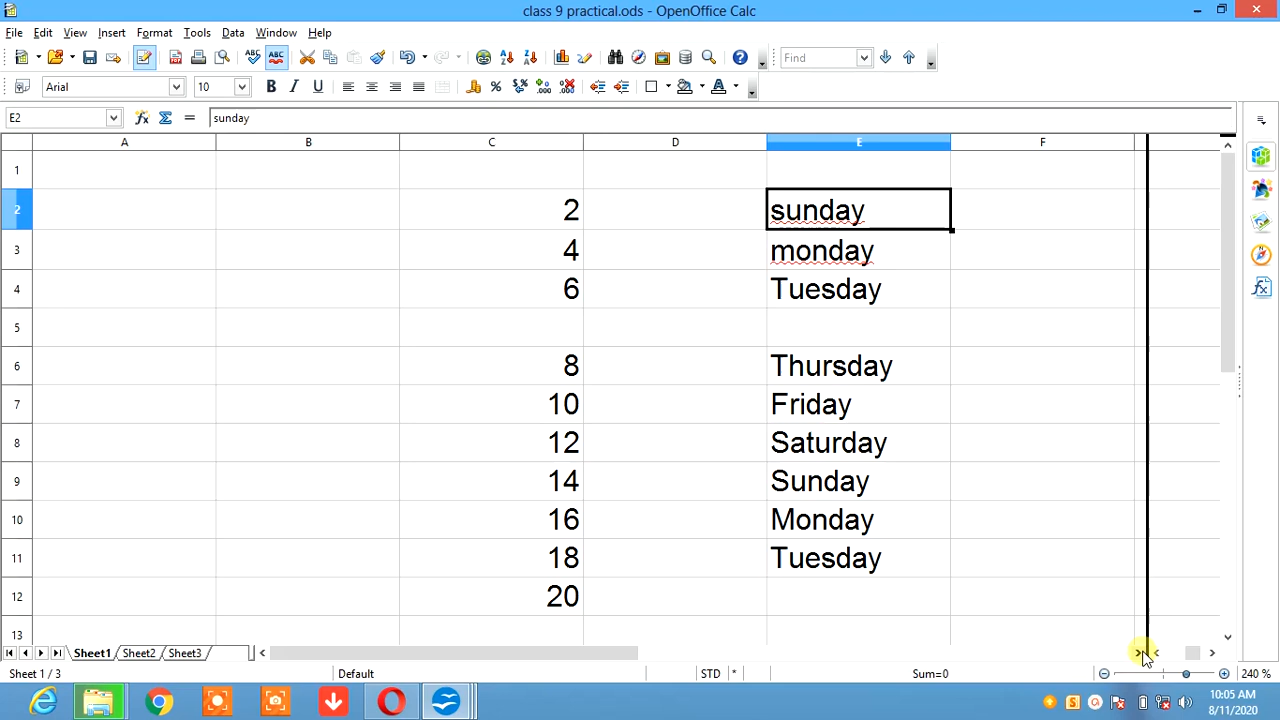 class 9 practical.ods - OpenOffice Calc
File Edit View Insert Format Tools Data Window Help
ABC ABC Find
Arial 10 B I U A
E2 sunday
A B C D E F
1
2 2 sunday
3 4 monday
4 6 Tuesday
5
6 8 Thursday
7 10 Friday
8 12 Saturday
9 14 Sunday
10 16 Monday
11 18 Tuesday
12 20
13
Sheet1 Sheet2 Sheet3
Sheet 1 / 3 Default STD * Sum=0 240 %
10:05 AM
8/11/2020